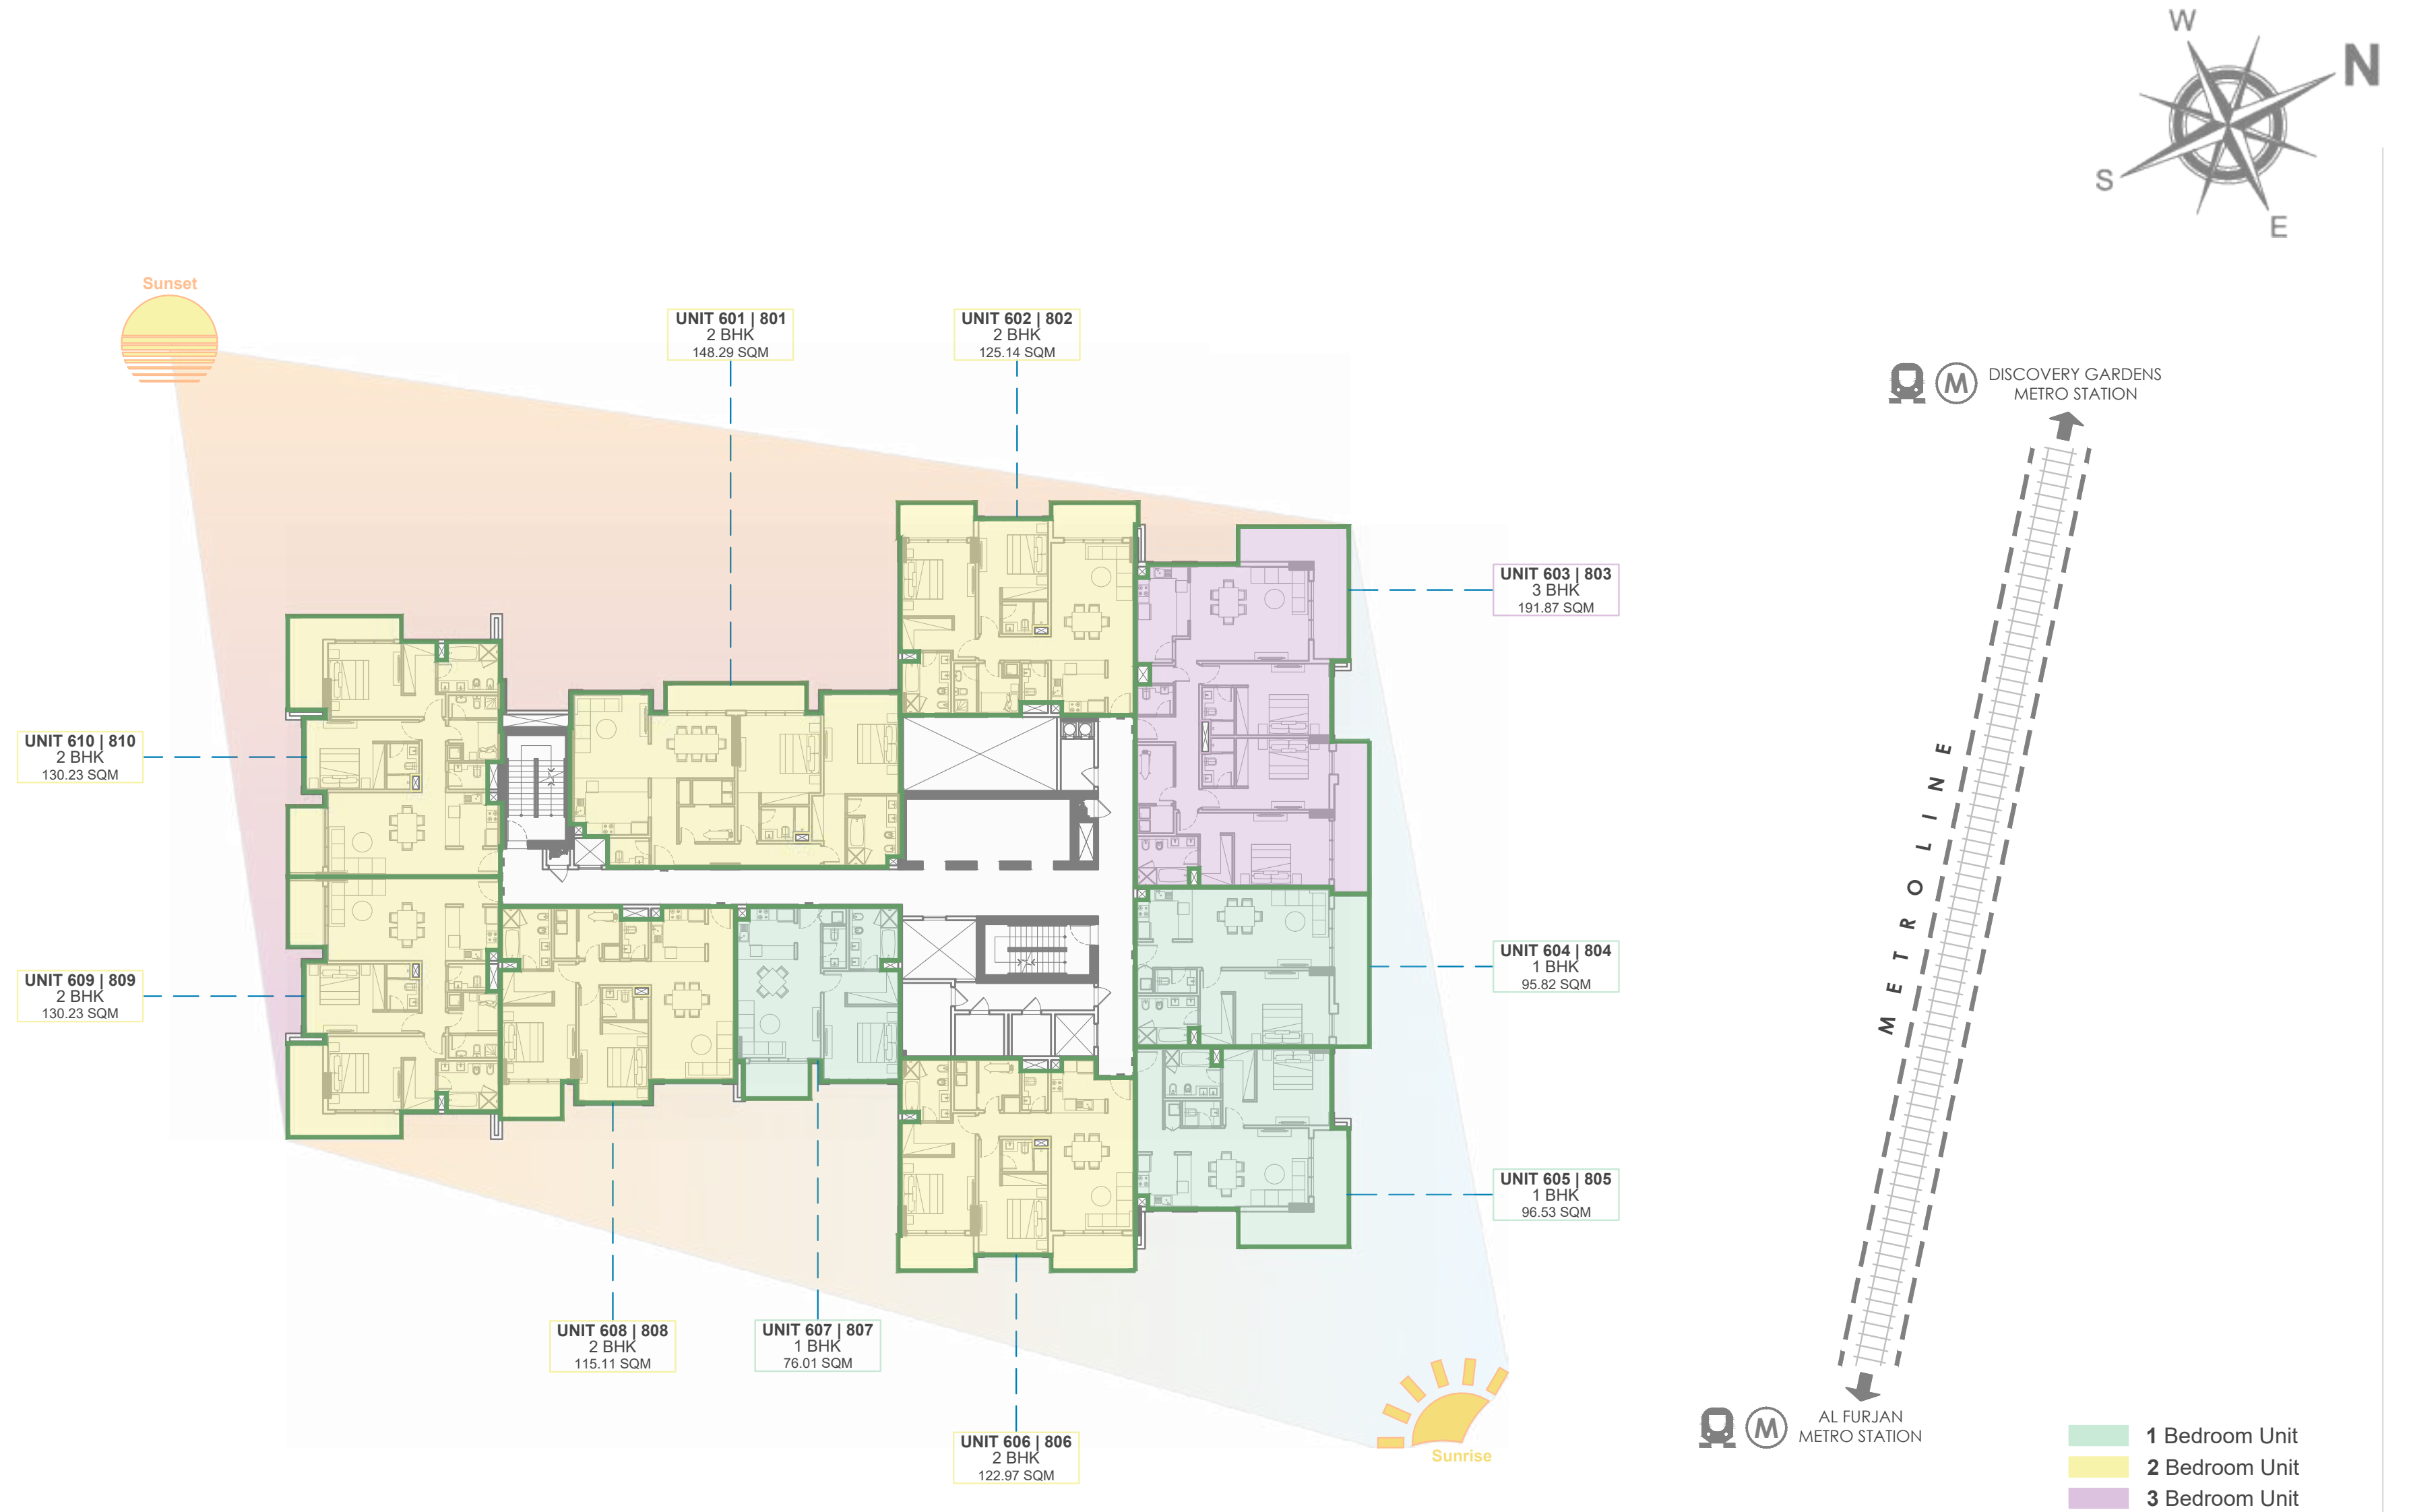 W
N
S
E
Sunset
UNIT 601 | 801
2 BHK
148.29 SQM
UNIT 602 | 802
2 BHK
125.14 SQM
DISCOVERY GARDENS
METRO STATION
M
UNIT 603 | 803
3 BHK
191.87 SQM
UNIT 610 | 810
2 BHK
130.23 SQM
METROLINE
UNIT 609 | 809
2 BHK
130.23 SQM
UNIT 604 | 804
1 BHK
95.82 SQM
UNIT 605 | 805
1 BHK
96.53 SQM
UNIT 608 | 808
2 BHK
115.11 SQM
UNIT 607 | 807
1 BHK
76.01 SQM
UNIT 606 | 806
2 BHK
122.97 SQM
Sunrise
M
AL FURJAN
METRO STATION
1 Bedroom Unit
2 Bedroom Unit
3 Bedroom Unit